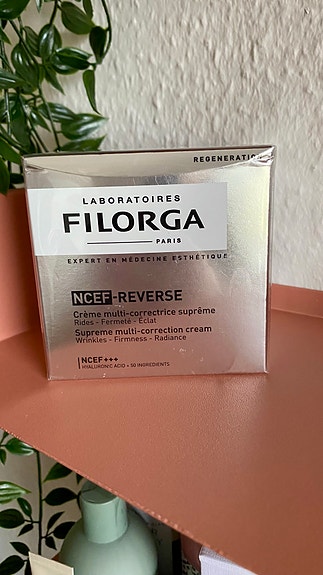 REGENERATION
LABORATOIRES
FILORGA
PARIS
EXPERT EN MÉDECINE ESTHÉTIQUE
NCEF-REVERSE
Crème multi-correctrice suprême
Rides - Fermeté - Éclat
Supreme multi-correction cream
Wrinkles - Firmness - Radiance
NCEF+++
HYALURONIC ACID + 50 INGREDIENTS